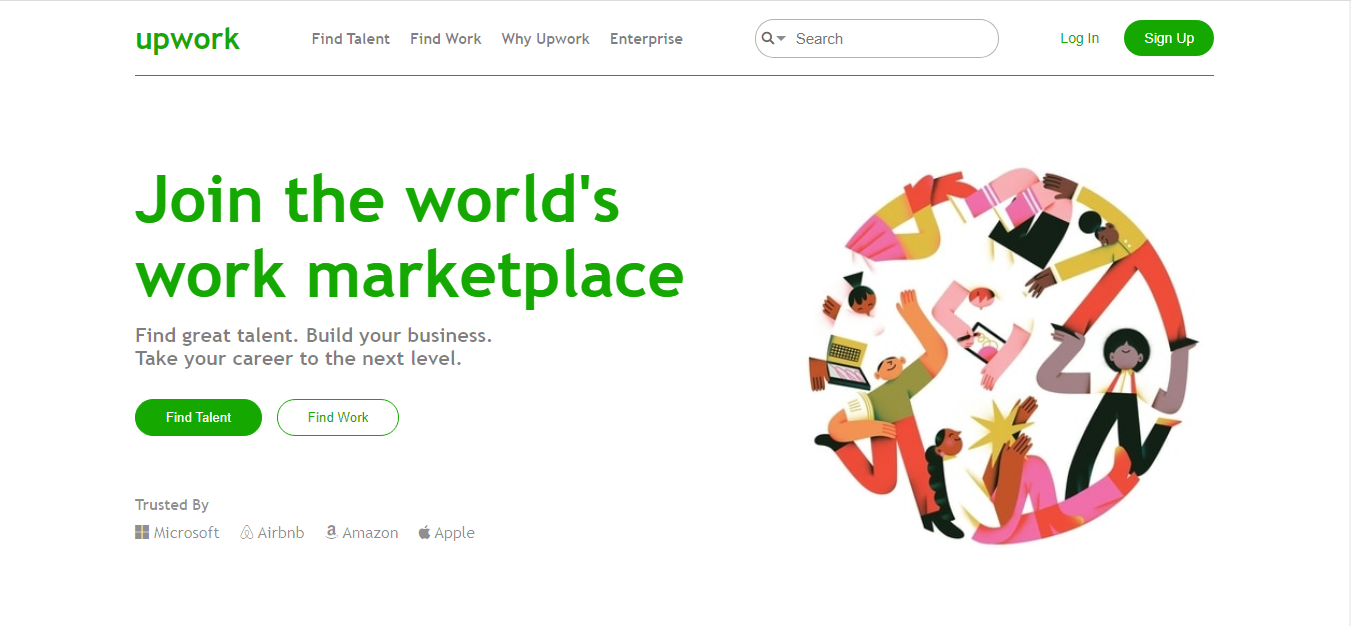 upwork
Find Talent Find Work Why Upwork Enterprise
Search
Log In
Sign Up
Join the world's
work marketplace
Find great talent. Build your business.
Take your career to the next level.
Find Talent
Find Work
Trusted By
Microsoft Airbnb Amazon Apple